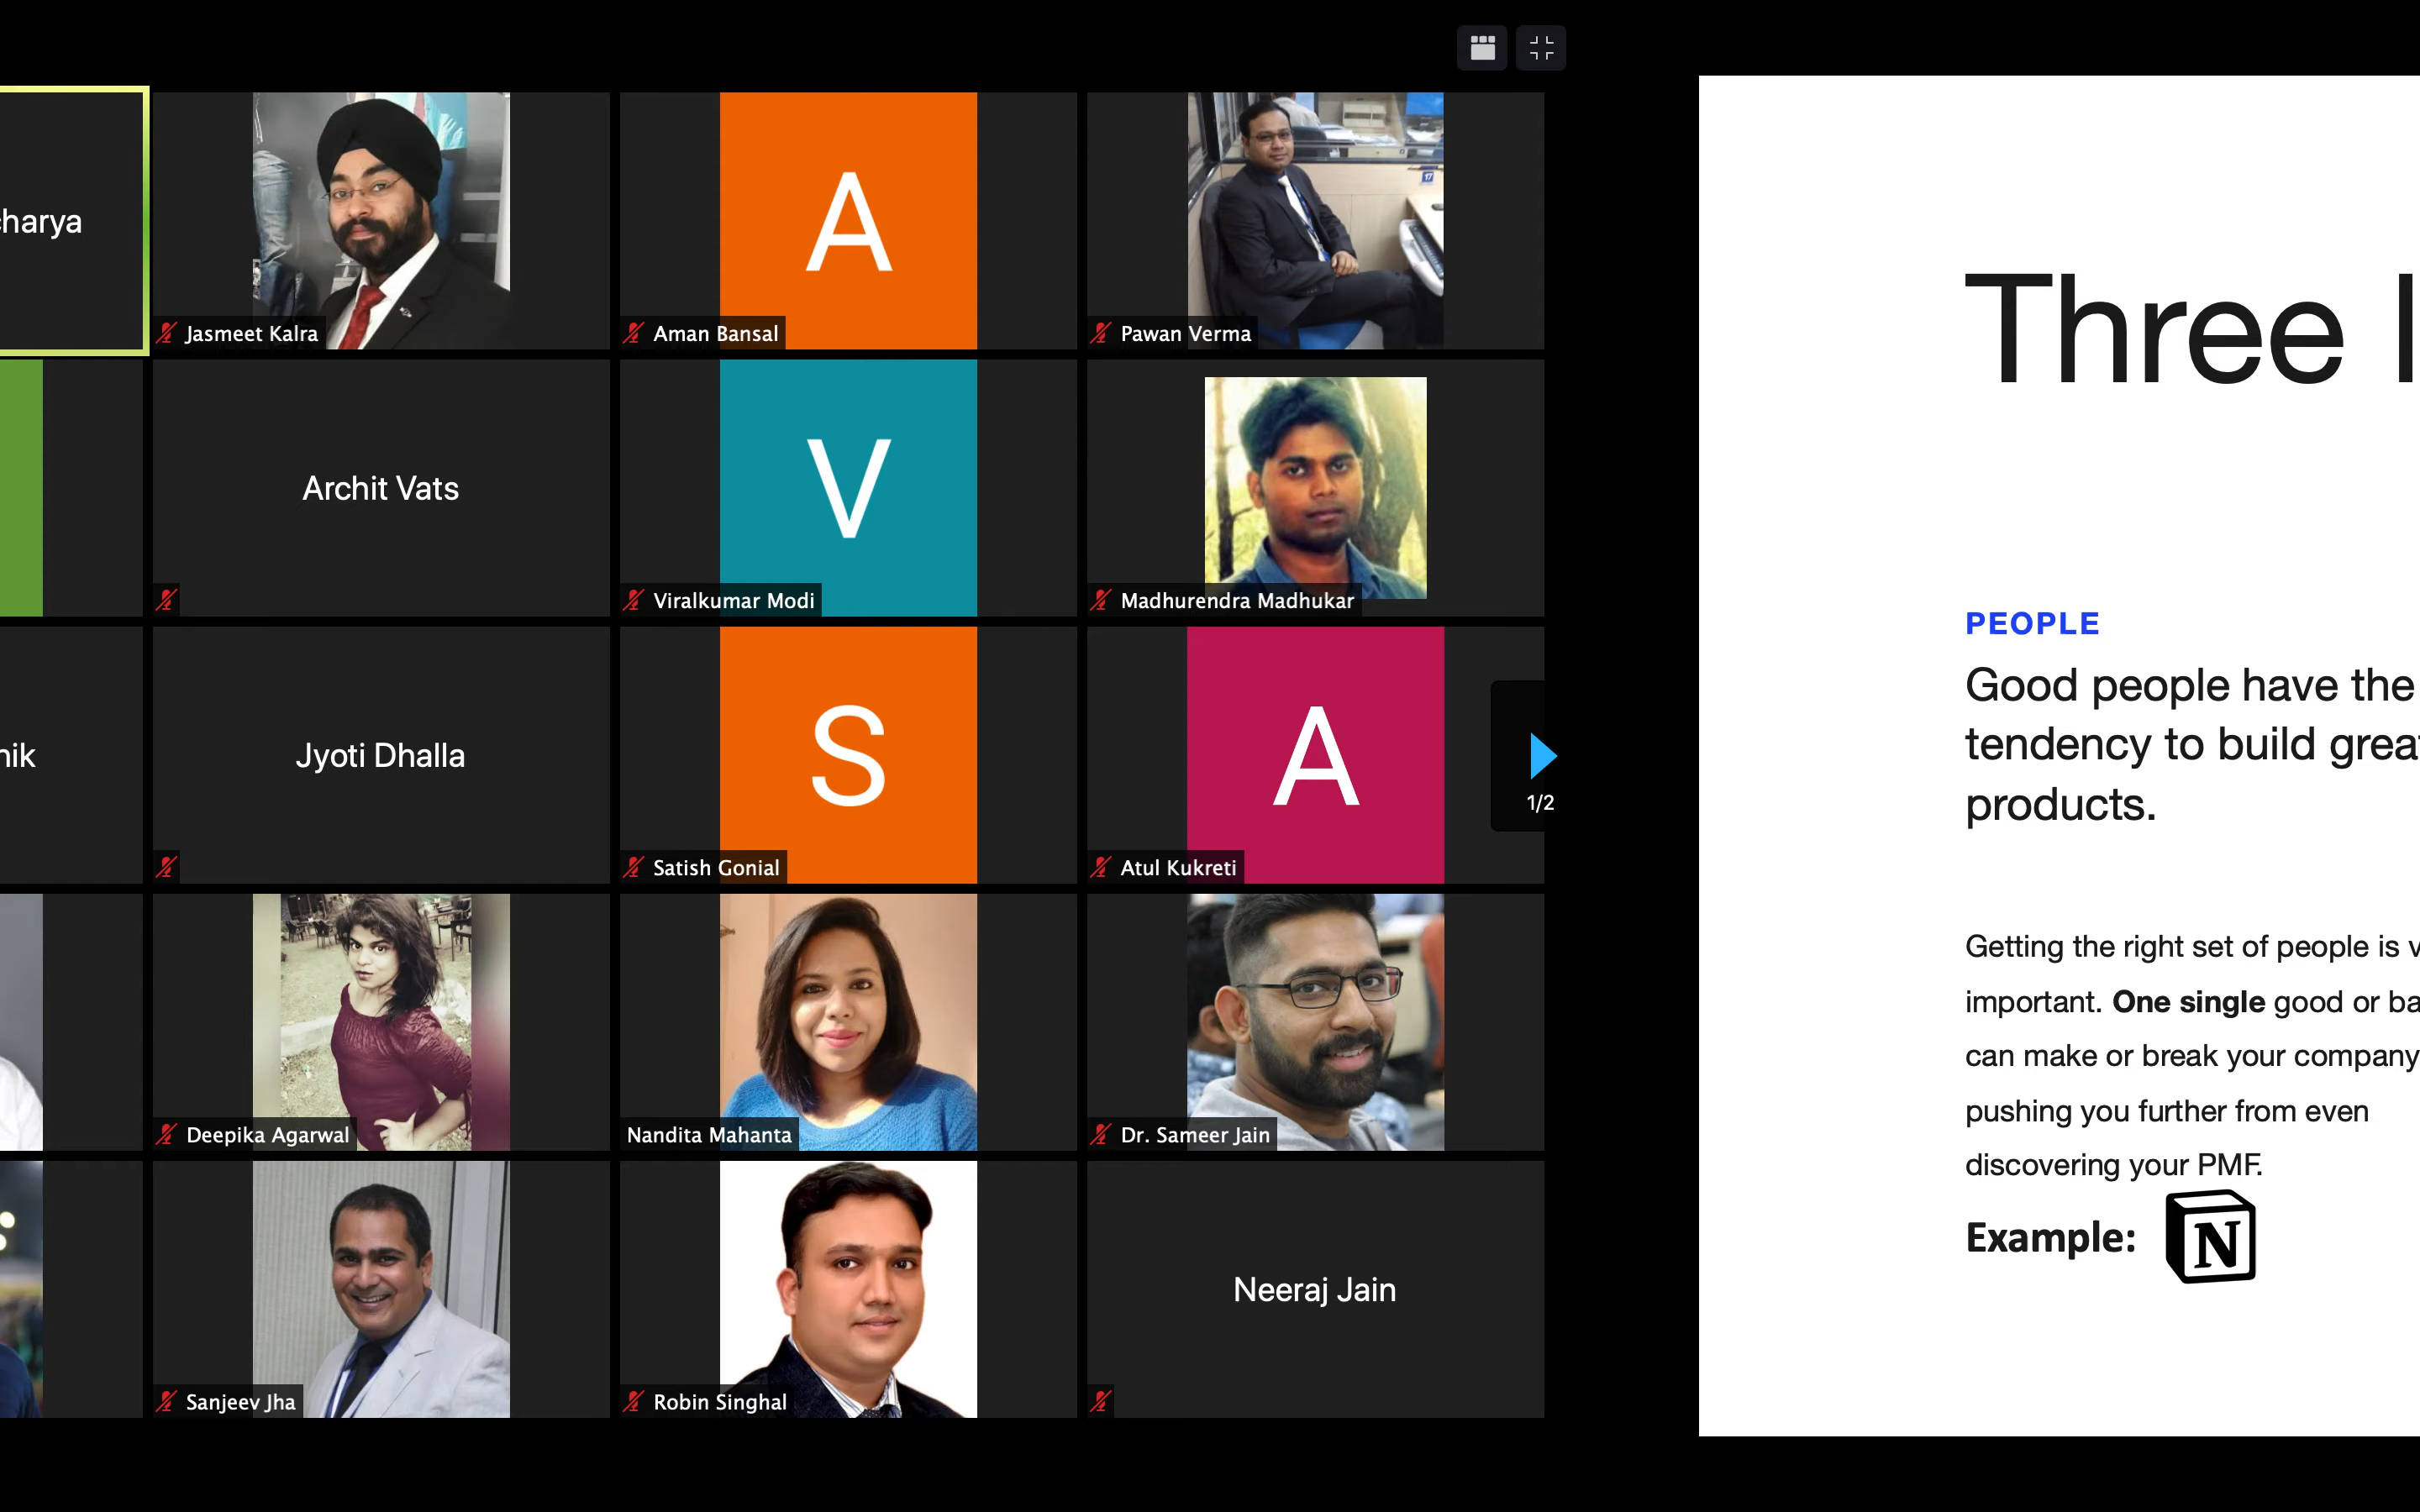 charya
Jasmeet Kalra
A
Aman Bansal
Pawan Verma
17
Archit Vats
V
Viralkumar Modi
Madhurendra Madhukar
nik
Jyoti Dhalla
S
Satish Gonial
A
Atul Kukreti
1/2
Deepika Agarwal
Nandita Mahanta
Dr. Sameer Jain
Sanjeev Jha
Robin Singhal
Neeraj Jain
Three
PEOPLE
Good people have the
tendency to build grea
products.
Getting the right set of people is v
important. One single good or ba
can make or break your company
pushing you further from even
discovering your PMF.
Example: N